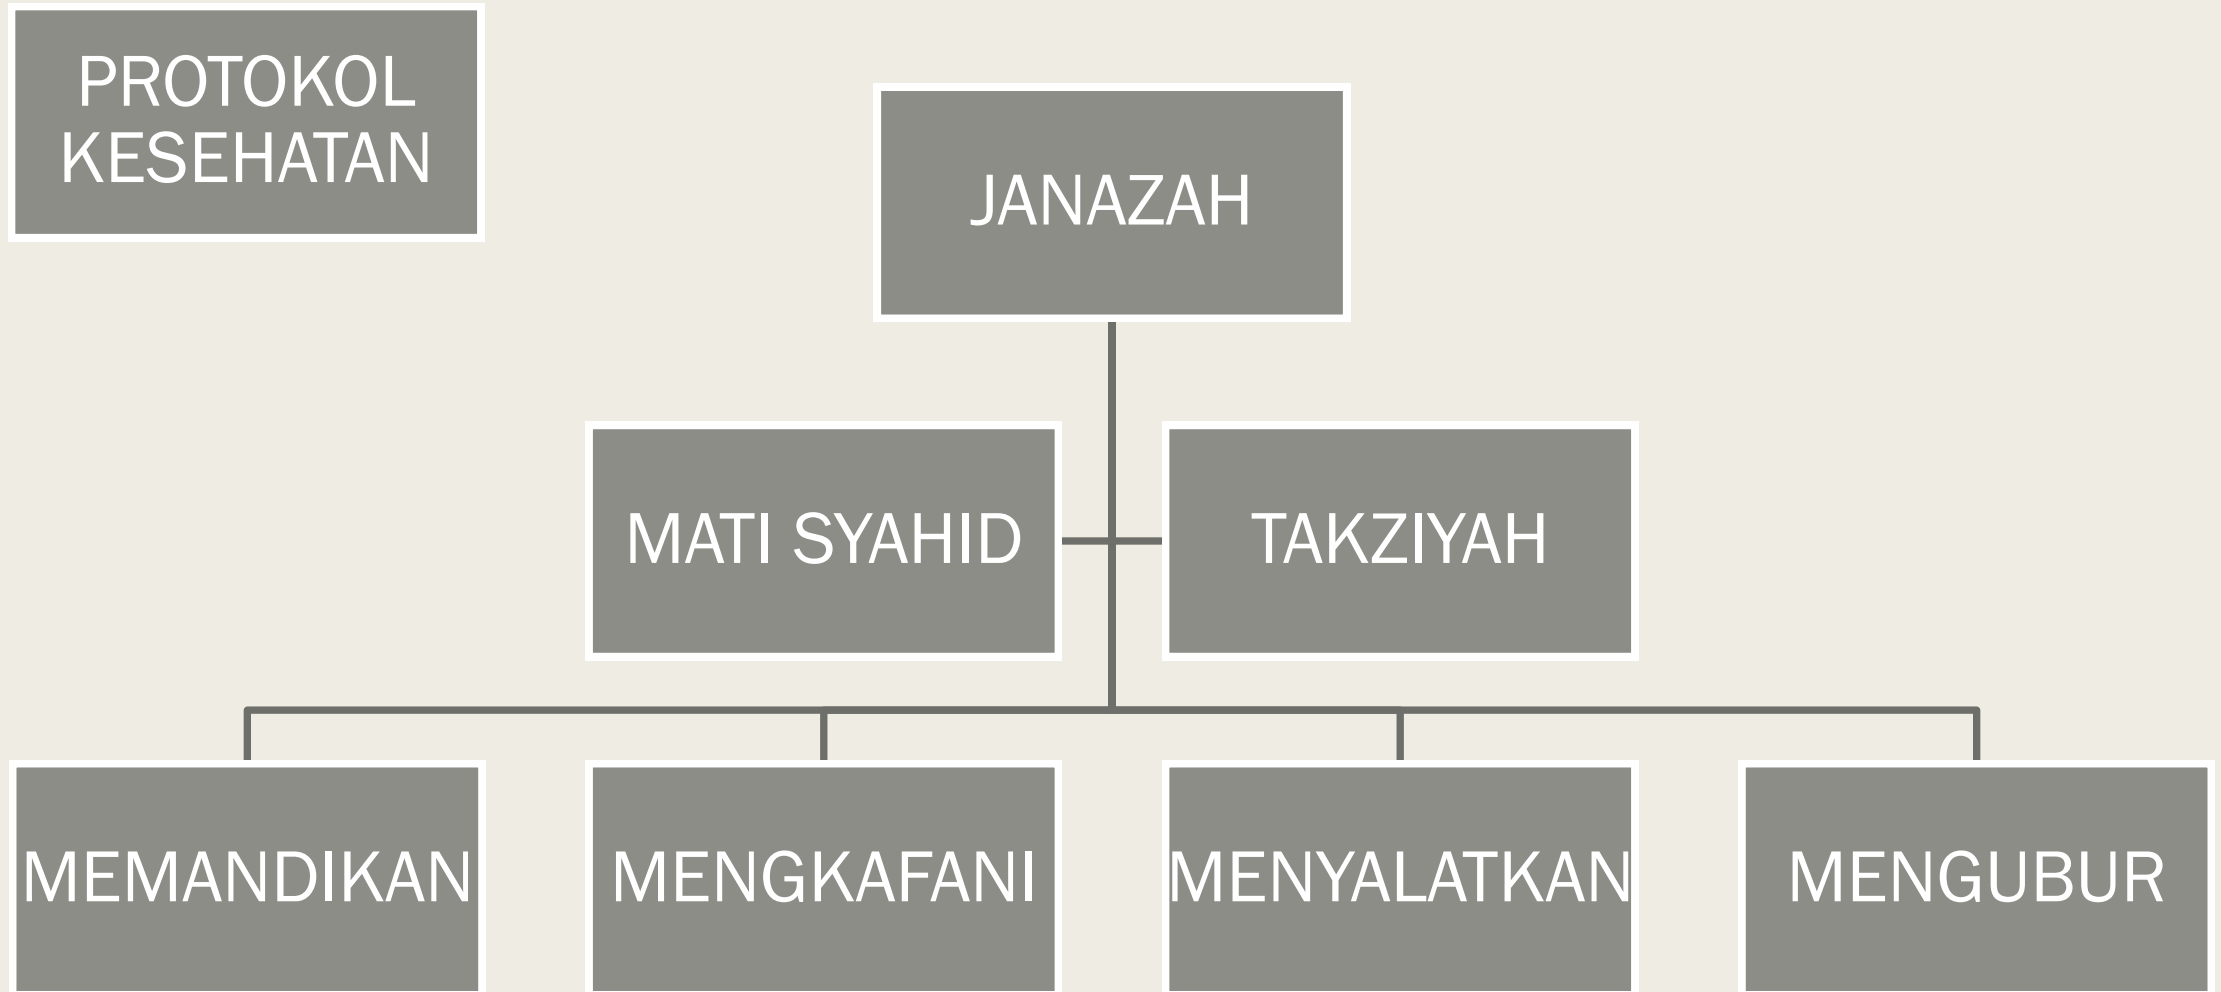 PROTOKOL
KESEHATAN
JANAZAH
MATI SYAHID
TAKZIYAH
MEMANDIKAN
MENGKAFANI
MENYALATKAN
MENGUBUR